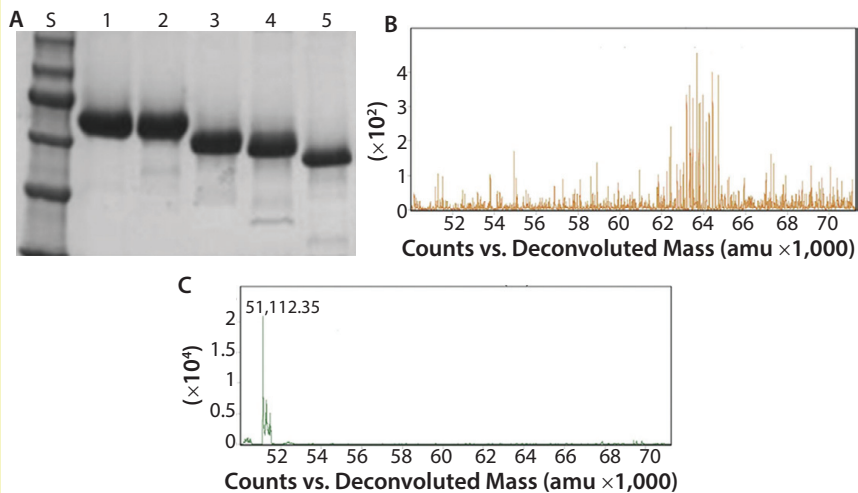 A
S 1 2 3 4 5
B
4
3
2
1
0
(×10²)
52 54 56 58 60 62 64 66 68 70
Counts vs. Deconvoluted Mass (amu ×1,000)
C
51,112.35
2
1.5
1
0.5
0
(×10⁴)
52 54 56 58 60 62 64 66 68 70
Counts vs. Deconvoluted Mass (amu ×1,000)